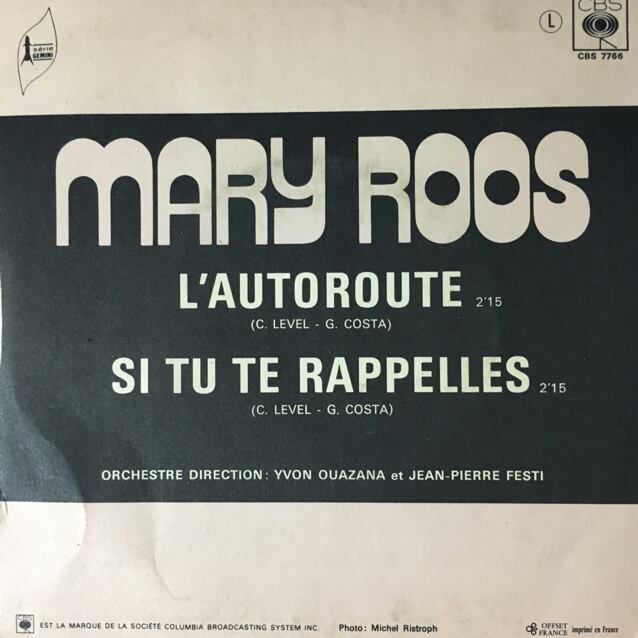 série
GEMINI
L
CBS
CBS 7766
MARY ROOS
L'AUTOROUTE 2'15
(C. LEVEL - G. COSTA)
SI TU TE RAPPELLES 2'15
(C. LEVEL - G. COSTA)
ORCHESTRE DIRECTION: YVON OUAZANA et JEAN-PIERRE FESTI
CBS EST LA MARQUE DE LA SOCIÉTÉ COLUMBIA BROADCASTING SYSTEM INC. Photo: Michel Ristroph OFFSET FRANCE imprimé en France